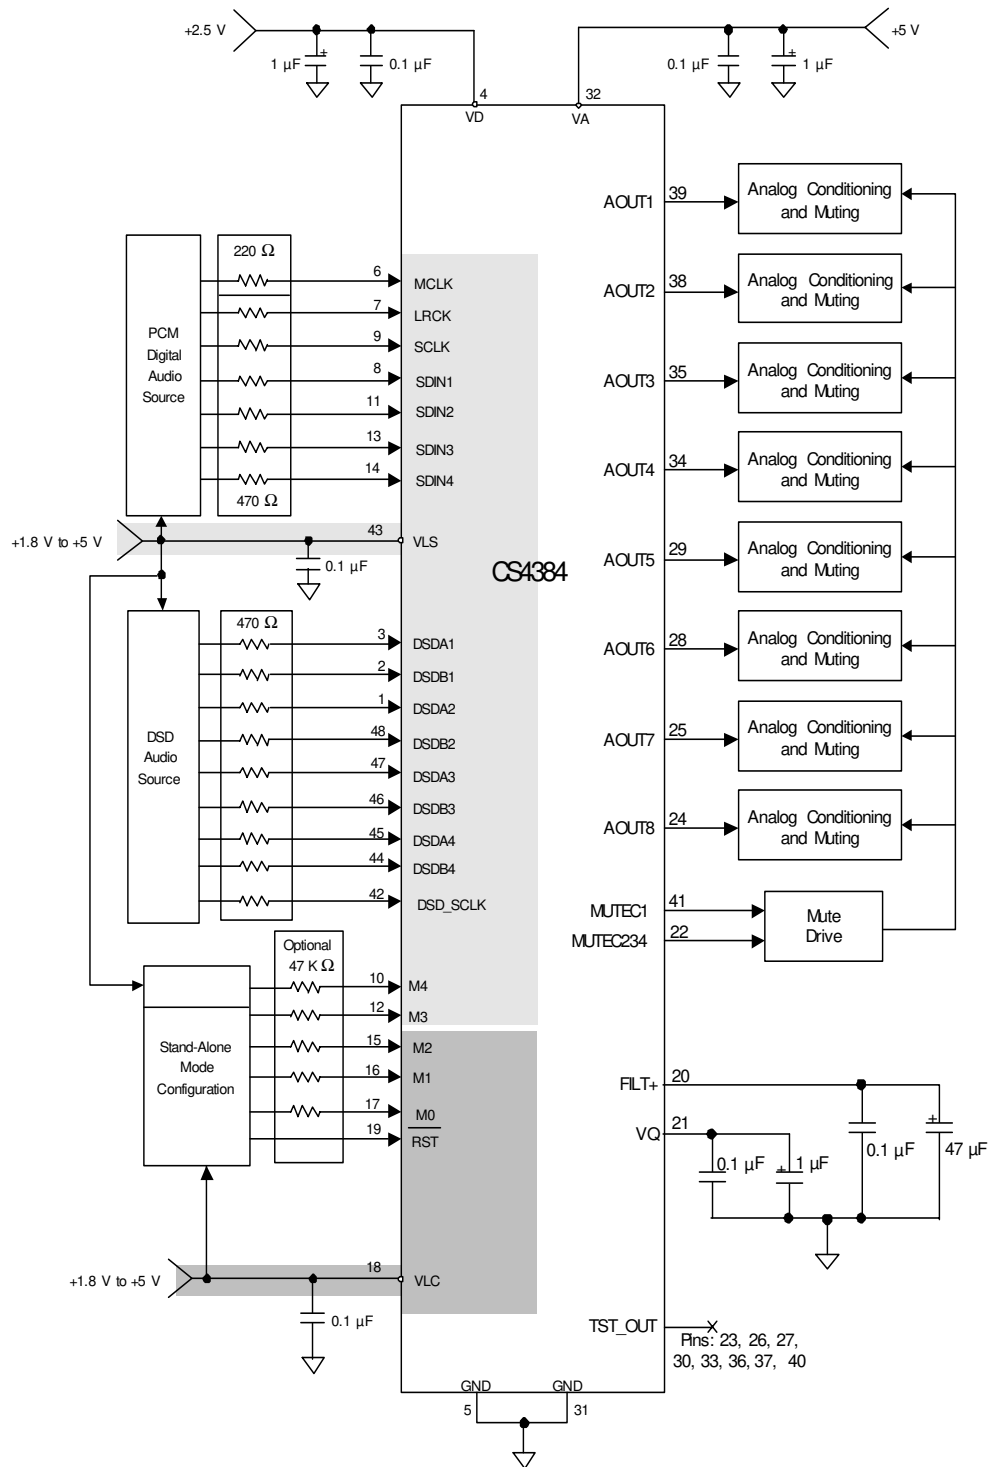 +2.5 V
+5 V
1 µF
+
0.1 µF
0.1 µF
+
1 µF
4
32
VD
VA
AOUT1
39
Analog Conditioning
and Muting
220 Ω
PCM
Digital
Audio
Source
6
MCLK
7
LRCK
9
SCLK
8
SDIN1
11
SDIN2
13
SDIN3
14
SDIN4
470 Ω
AOUT2
38
Analog Conditioning
and Muting
AOUT3
35
Analog Conditioning
and Muting
AOUT4
34
Analog Conditioning
and Muting
+1.8 V to +5 V
43
VLS
0.1 µF
CS4384
AOUT5
29
Analog Conditioning
and Muting
470 Ω
DSD
Audio
Source
3
DSDA1
2
DSDB1
1
DSDA2
48
DSDB2
47
DSDA3
46
DSDB3
45
DSDA4
44
DSDB4
42
DSD_SCLK
AOUT6
28
Analog Conditioning
and Muting
AOUT7
25
Analog Conditioning
and Muting
AOUT8
24
Analog Conditioning
and Muting
MUTEC1
41
MUTEC234
22
Mute
Drive
Optional
47 K Ω
Stand-Alone
Mode
Configuration
10
M4
12
M3
15
M2
16
M1
17
M0
19
RST
FILT+
20
VQ
21
0.1 µF
+
1 µF
0.1 µF
+
47 µF
+1.8 V to +5 V
18
VLC
0.1 µF
TST_OUT
Pins: 23, 26, 27,
30, 33, 36, 37, 40
GND
GND
5
31